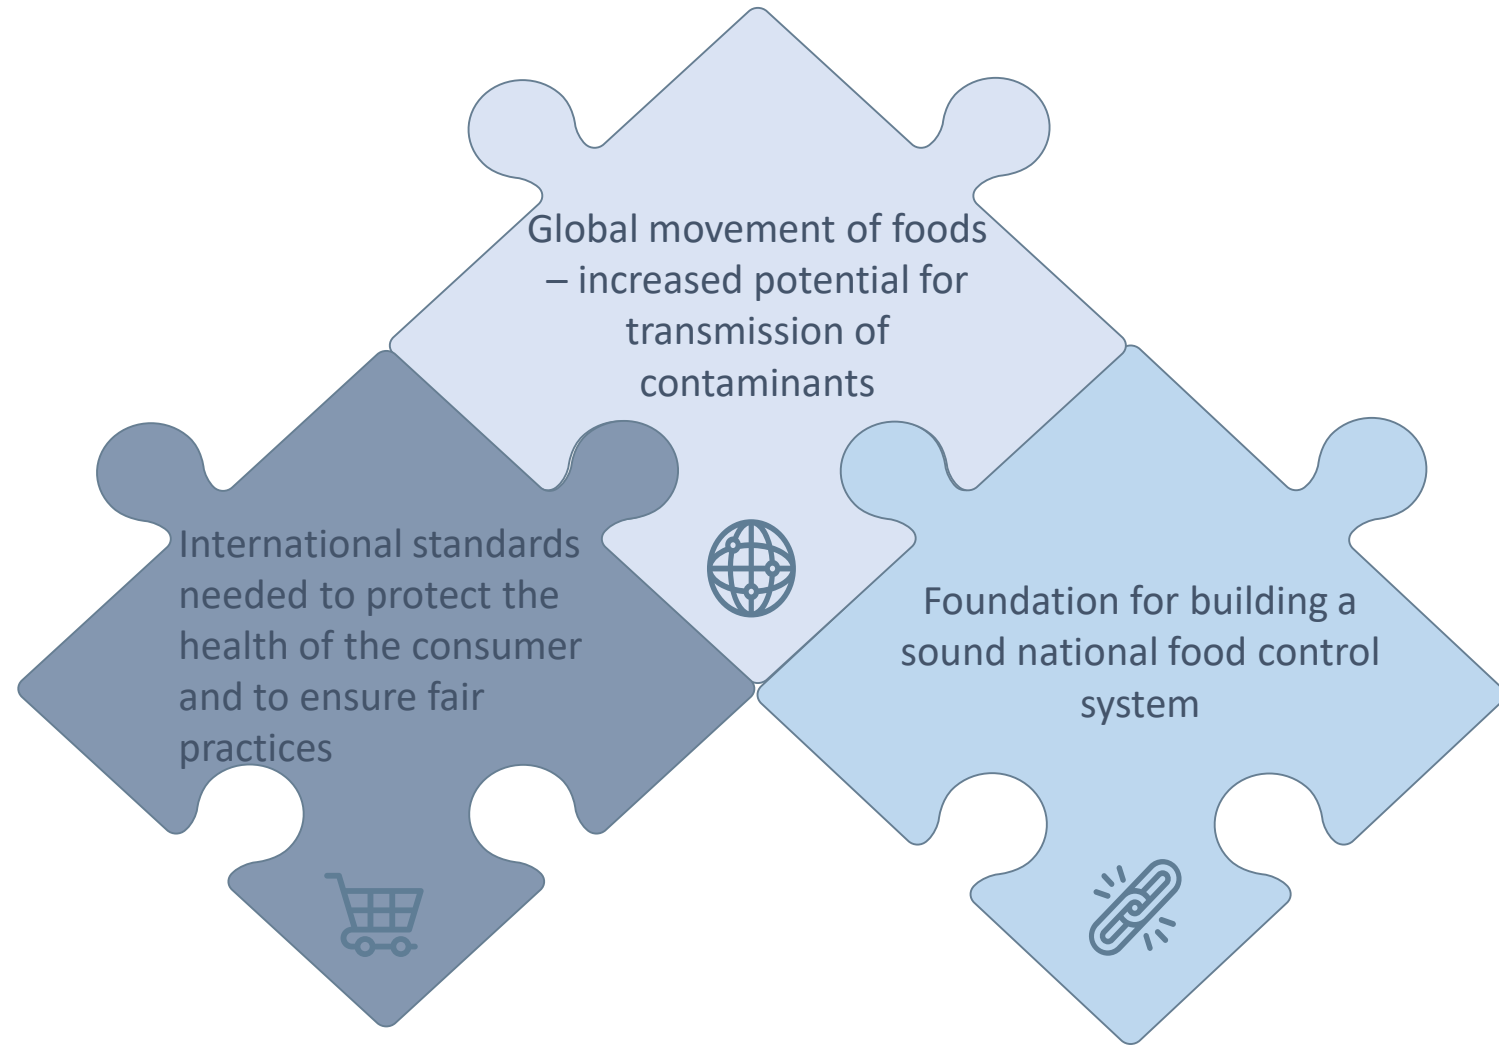 Global movement of foods
– increased potential for
transmission of
contaminants
International standards
needed to protect the
health of the consumer
and to ensure fair
practices
Foundation for building a
sound national food control
system